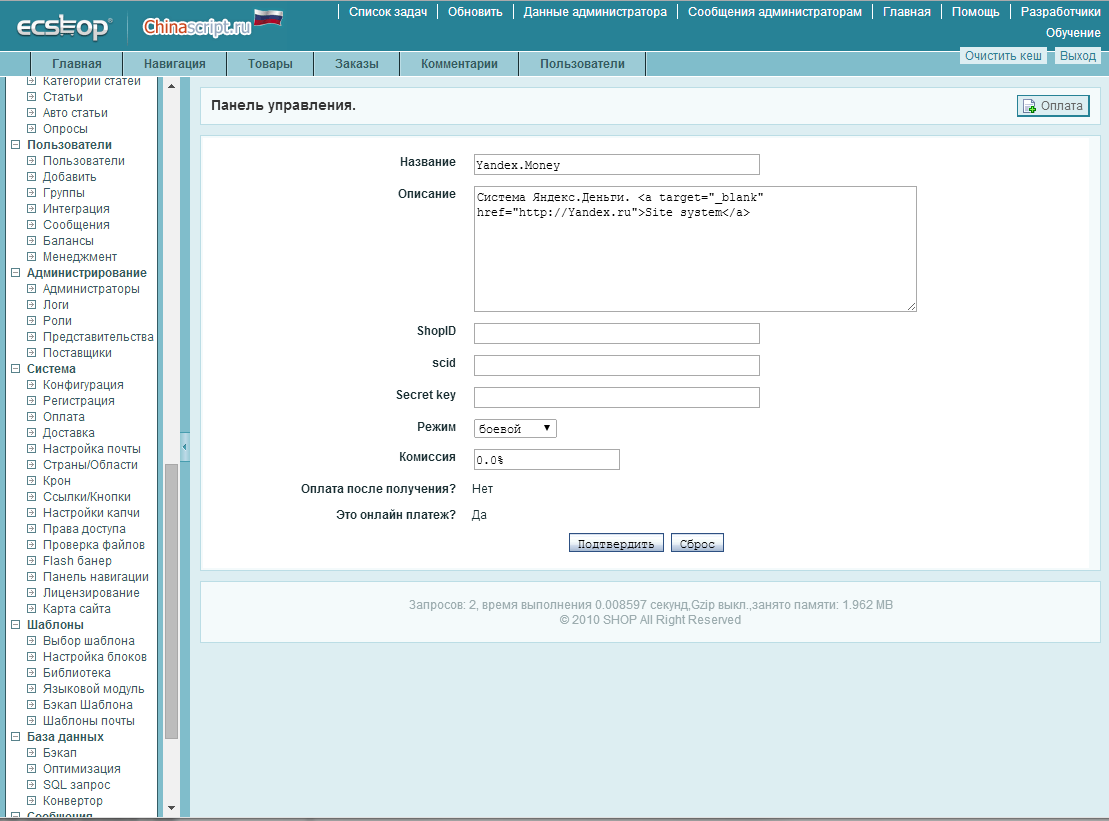 ecshop
Chinascript.ru
Список задач
Обновить
Данные администратора
Сообщения администраторам
Главная
Помощь
Разработчики
Обучение
Очистить кеш
Выход
Главная
Навигация
Товары
Заказы
Комментарии
Пользователи
Категории статей
Статьи
Авто статьи
Опросы
Пользователи
Пользователи
Добавить
Группы
Интеграция
Сообщения
Балансы
Менеджмент
Администрирование
Администраторы
Логи
Роли
Представительства
Поставщики
Система
Конфигурация
Регистрация
Оплата
Доставка
Настройка почты
Страны/Области
Крон
Ссылки/Кнопки
Настройки капчи
Права доступа
Проверка файлов
Flash банер
Панель навигации
Лицензирование
Карта сайта
Шаблоны
Выбор шаблона
Настройка блоков
Библиотека
Языковой модуль
Бэкап Шаблона
Шаблоны почты
База данных
Бэкап
Оптимизация
SQL запрос
Конвертор
Сообщения
Панель управления.
Оплата
Название
Yandex.Money
Описание
Система Яндекс.Деньги. <a target="_blank"
href="http://Yandex.ru">Site system</a>
ShopID
scid
Secret key
Режим
боевой
Комиссия
0.0%
Оплата после получения?
Нет
Это онлайн платеж?
Да
Подтвердить
Сброс
Запросов: 2, время выполнения 0.008597 секунд,Gzip выкл.,занято памяти: 1.962 MB
© 2010 SHOP All Right Reserved